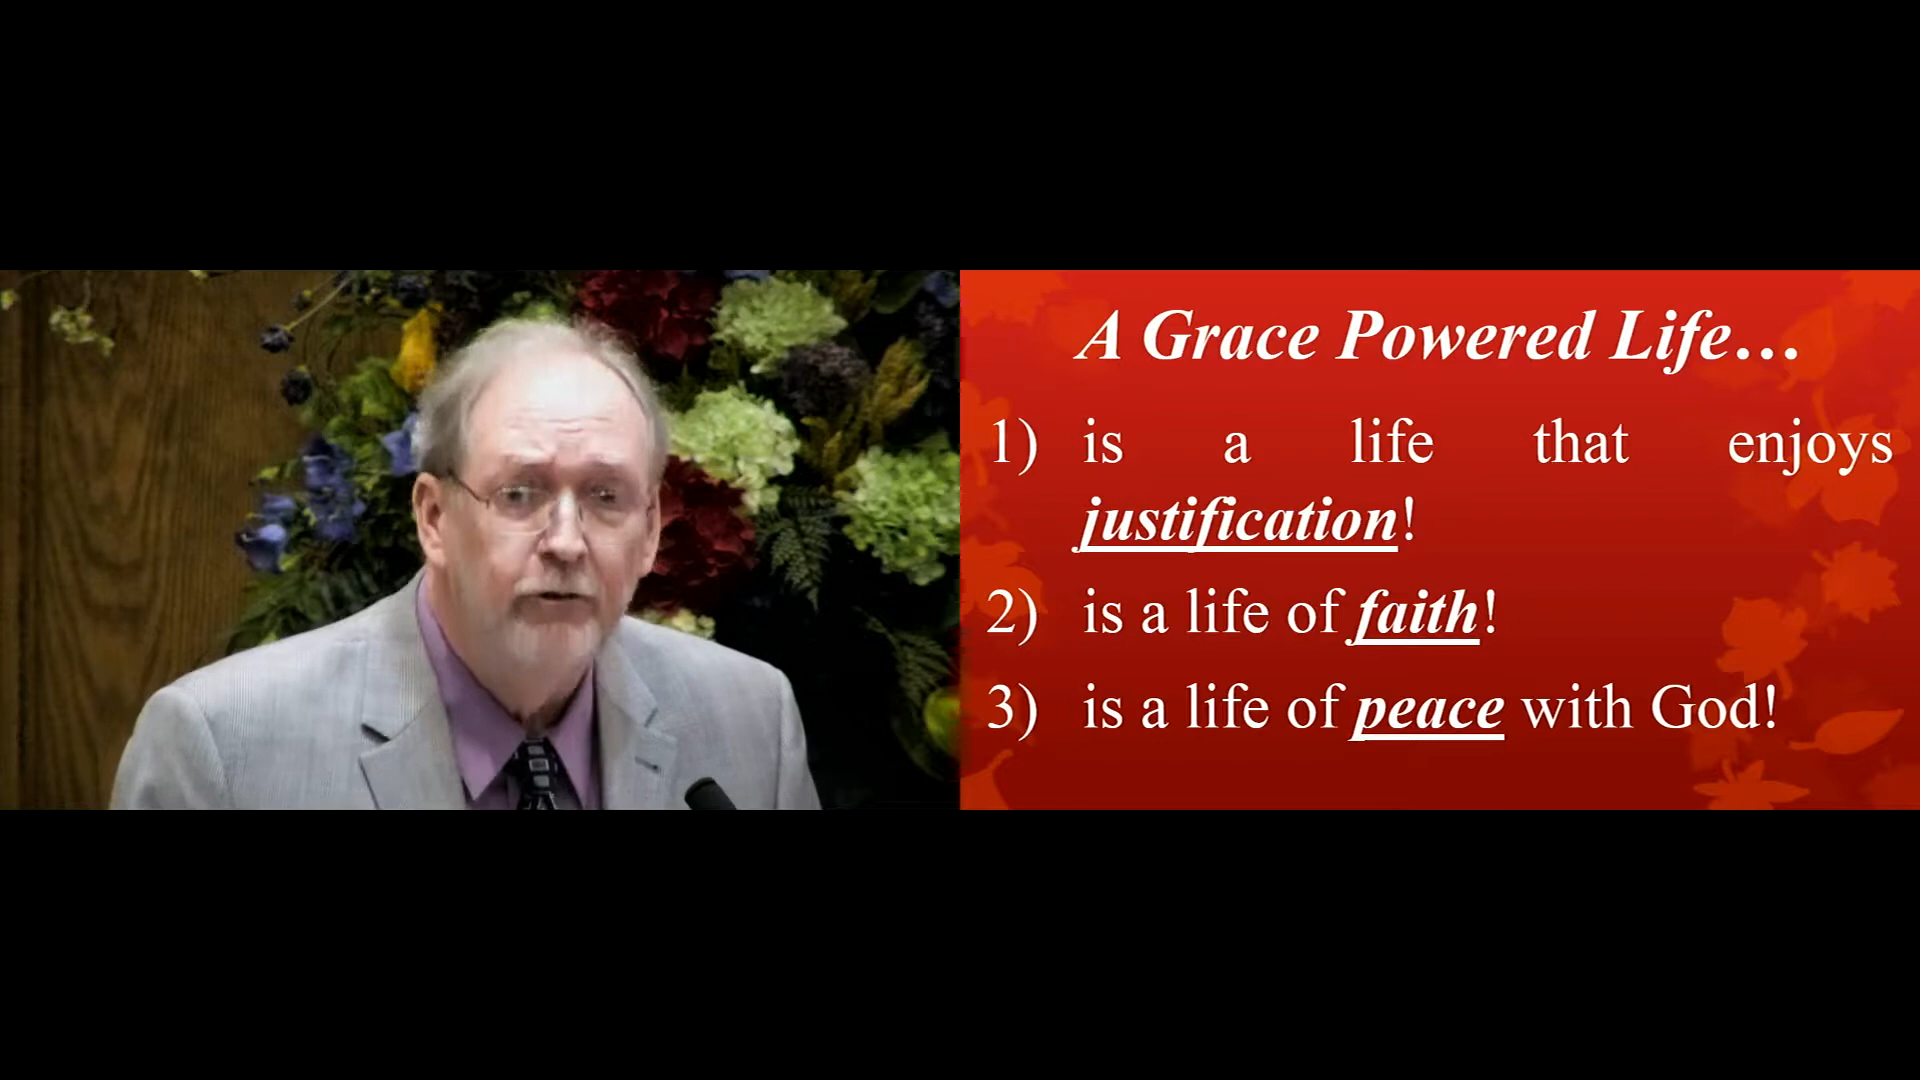 A Grace Powered Life…
1) is a life that enjoys
justification!
2) is a life of faith!
3) is a life of peace with God!